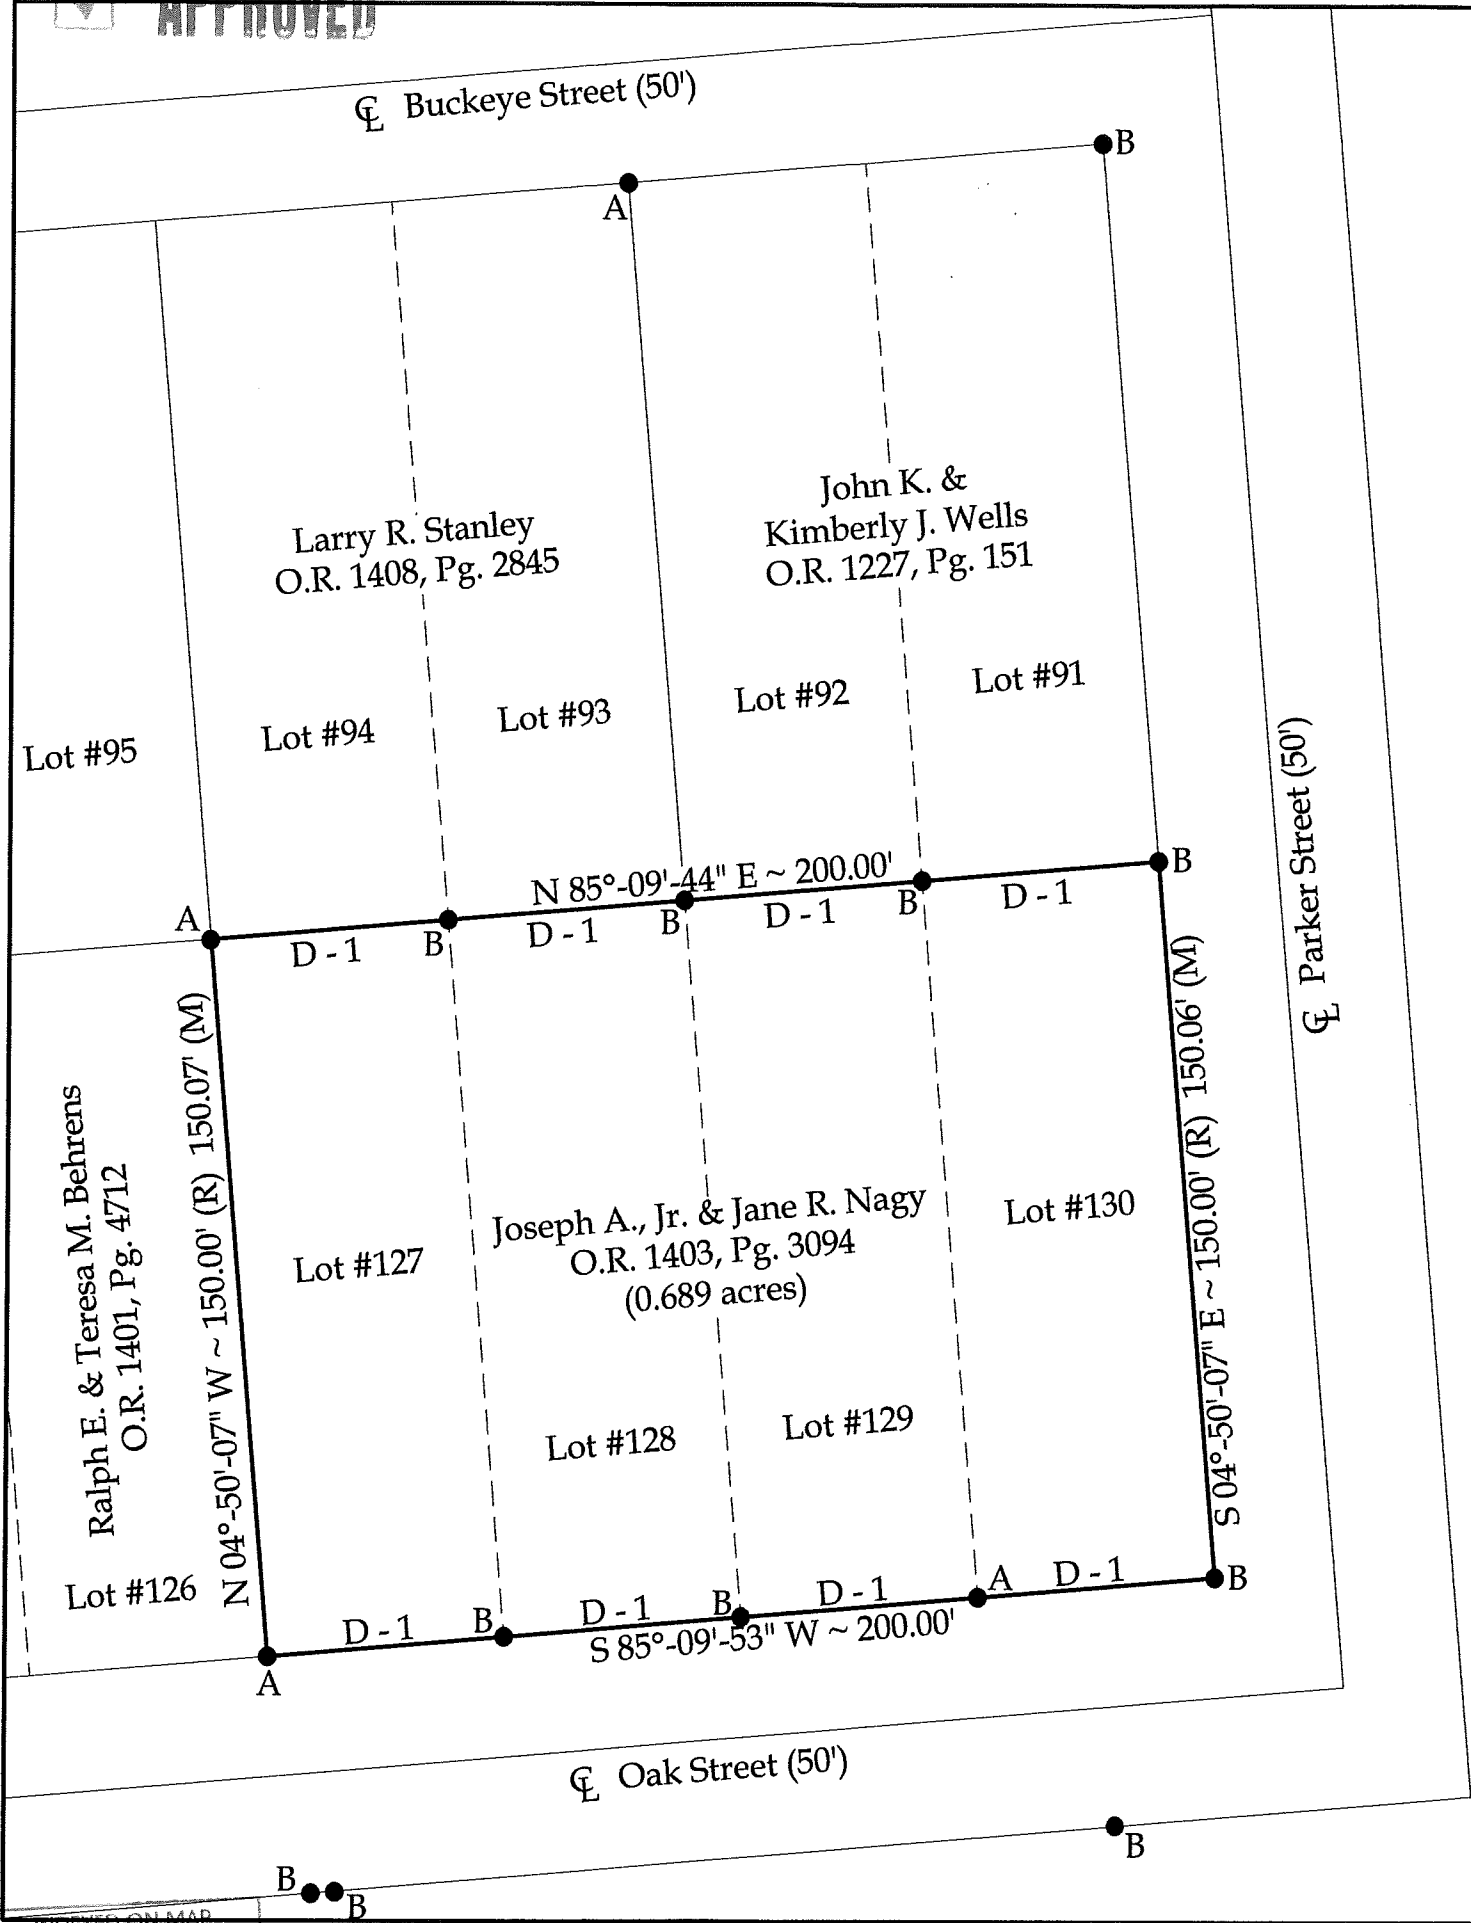 APPROVED
℄ Buckeye Street (50')
B
A
John K. &
Kimberly J. Wells
O.R. 1227, Pg. 151
Larry R. Stanley
O.R. 1408, Pg. 2845
Lot #95
Lot #94
Lot #93
Lot #92
Lot #91
℄ Parker Street (50')
N 85°-09'-44" E ~ 200.00'
A
D - 1
B
D - 1
B
D - 1
B
D - 1
B
N 04°-50'-07" W ~ 150.00' (R) 150.07' (M)
S 04°-50'-07" E ~ 150.00' (R) 150.06' (M)
Ralph E. & Teresa M. Behrens
O.R. 1401, Pg. 4712
Joseph A., Jr. & Jane R. Nagy
O.R. 1403, Pg. 3094
(0.689 acres)
Lot #127
Lot #130
Lot #128
Lot #129
Lot #126
A
D - 1
B
D - 1
B
D - 1
A
D - 1
B
S 85°-09'-53" W ~ 200.00'
℄ Oak Street (50')
B
B
B
ON MAP